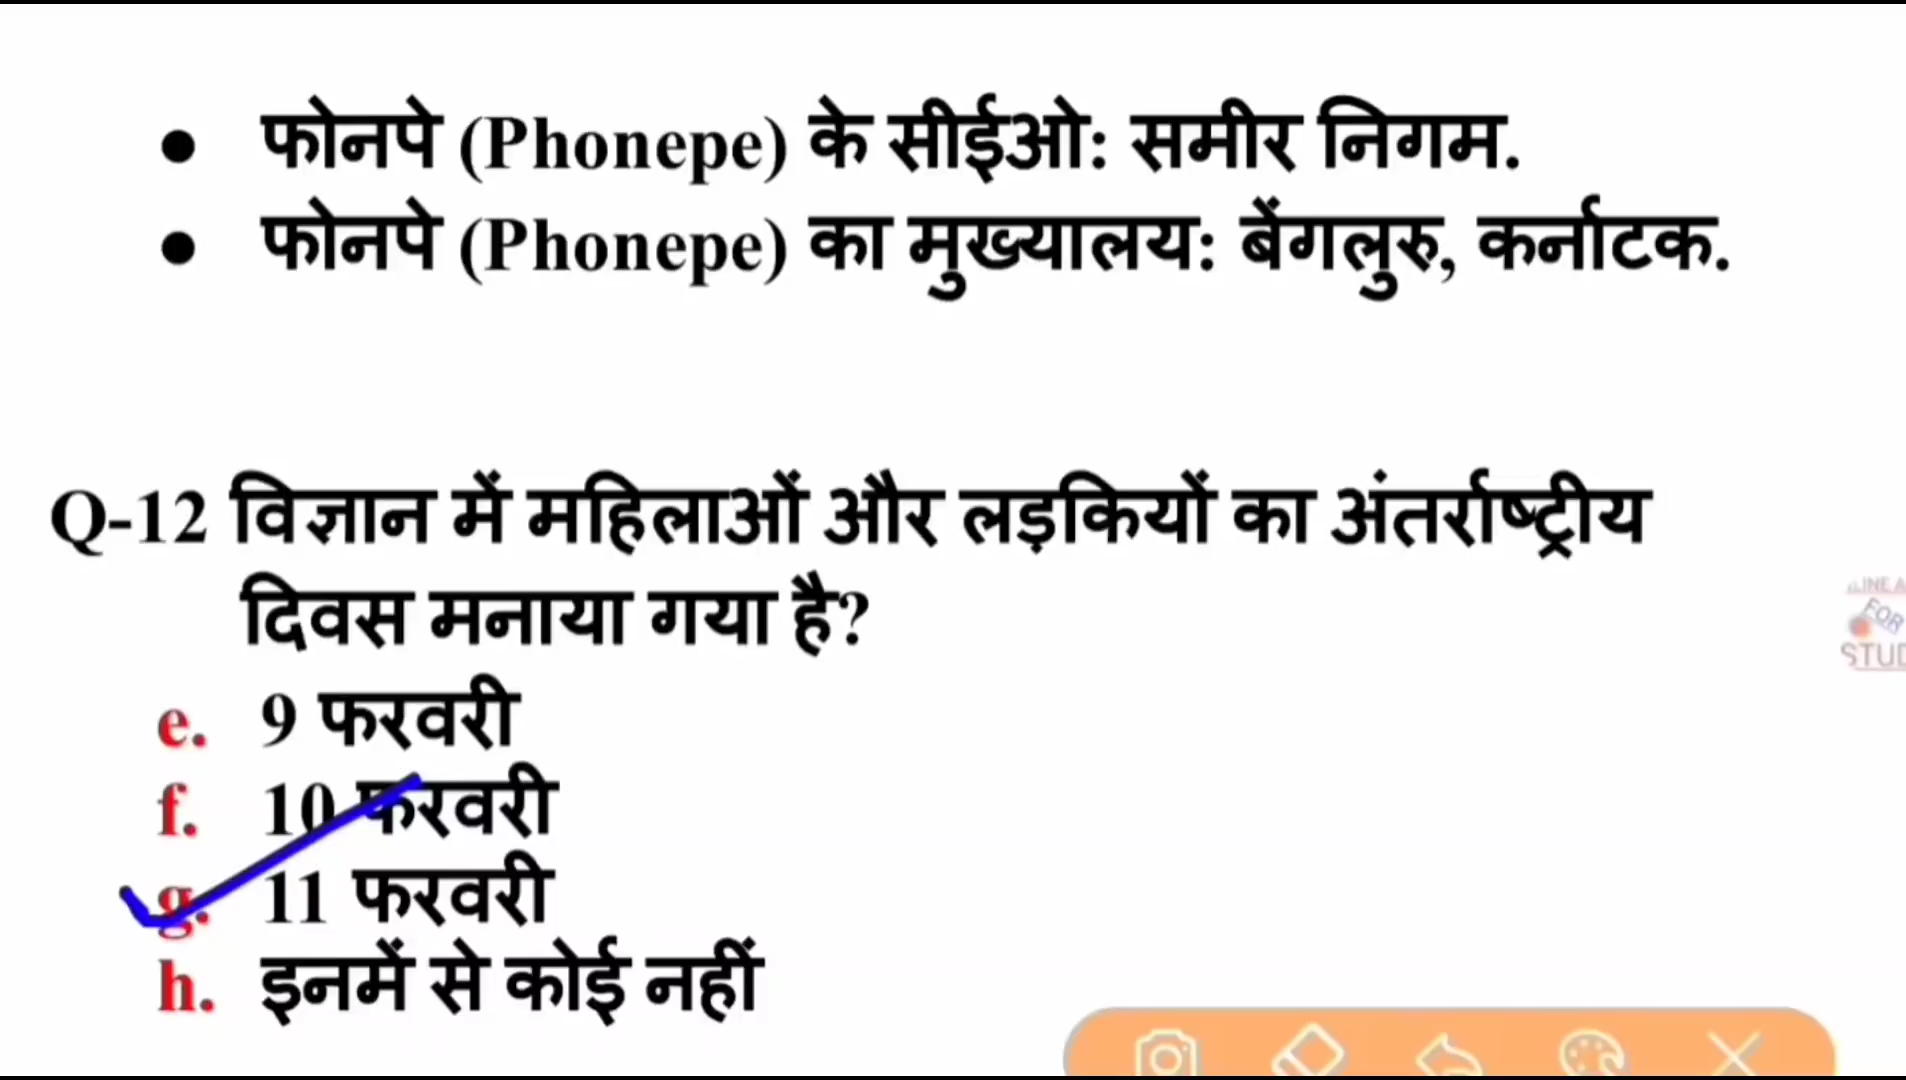 • फोनपे (Phonepe) के सीईओ: समीर निगम.
• फोनपे (Phonepe) का मुख्यालय: बेंगलुरु, कर्नाटक.
Q-12 विज्ञान में महिलाओं और लड़कियों का अंतर्राष्ट्रीय
दिवस मनाया गया है?
e. 9 फरवरी
f. 10 फरवरी
g. 11 फरवरी
h. इनमें से कोई नहीं
FOR